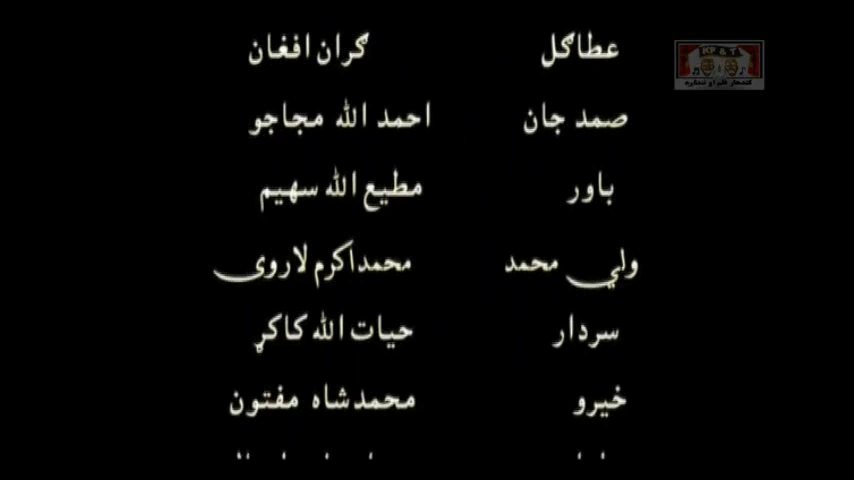 عطاګل ګران افغان
صمد جان احمد الله مجاجو
باور مطیع الله سهیم
ولي محمد محمداکرم لاروی
سردار حیات الله کاکړ
خیرو محمدشاه مفتون
KP & T